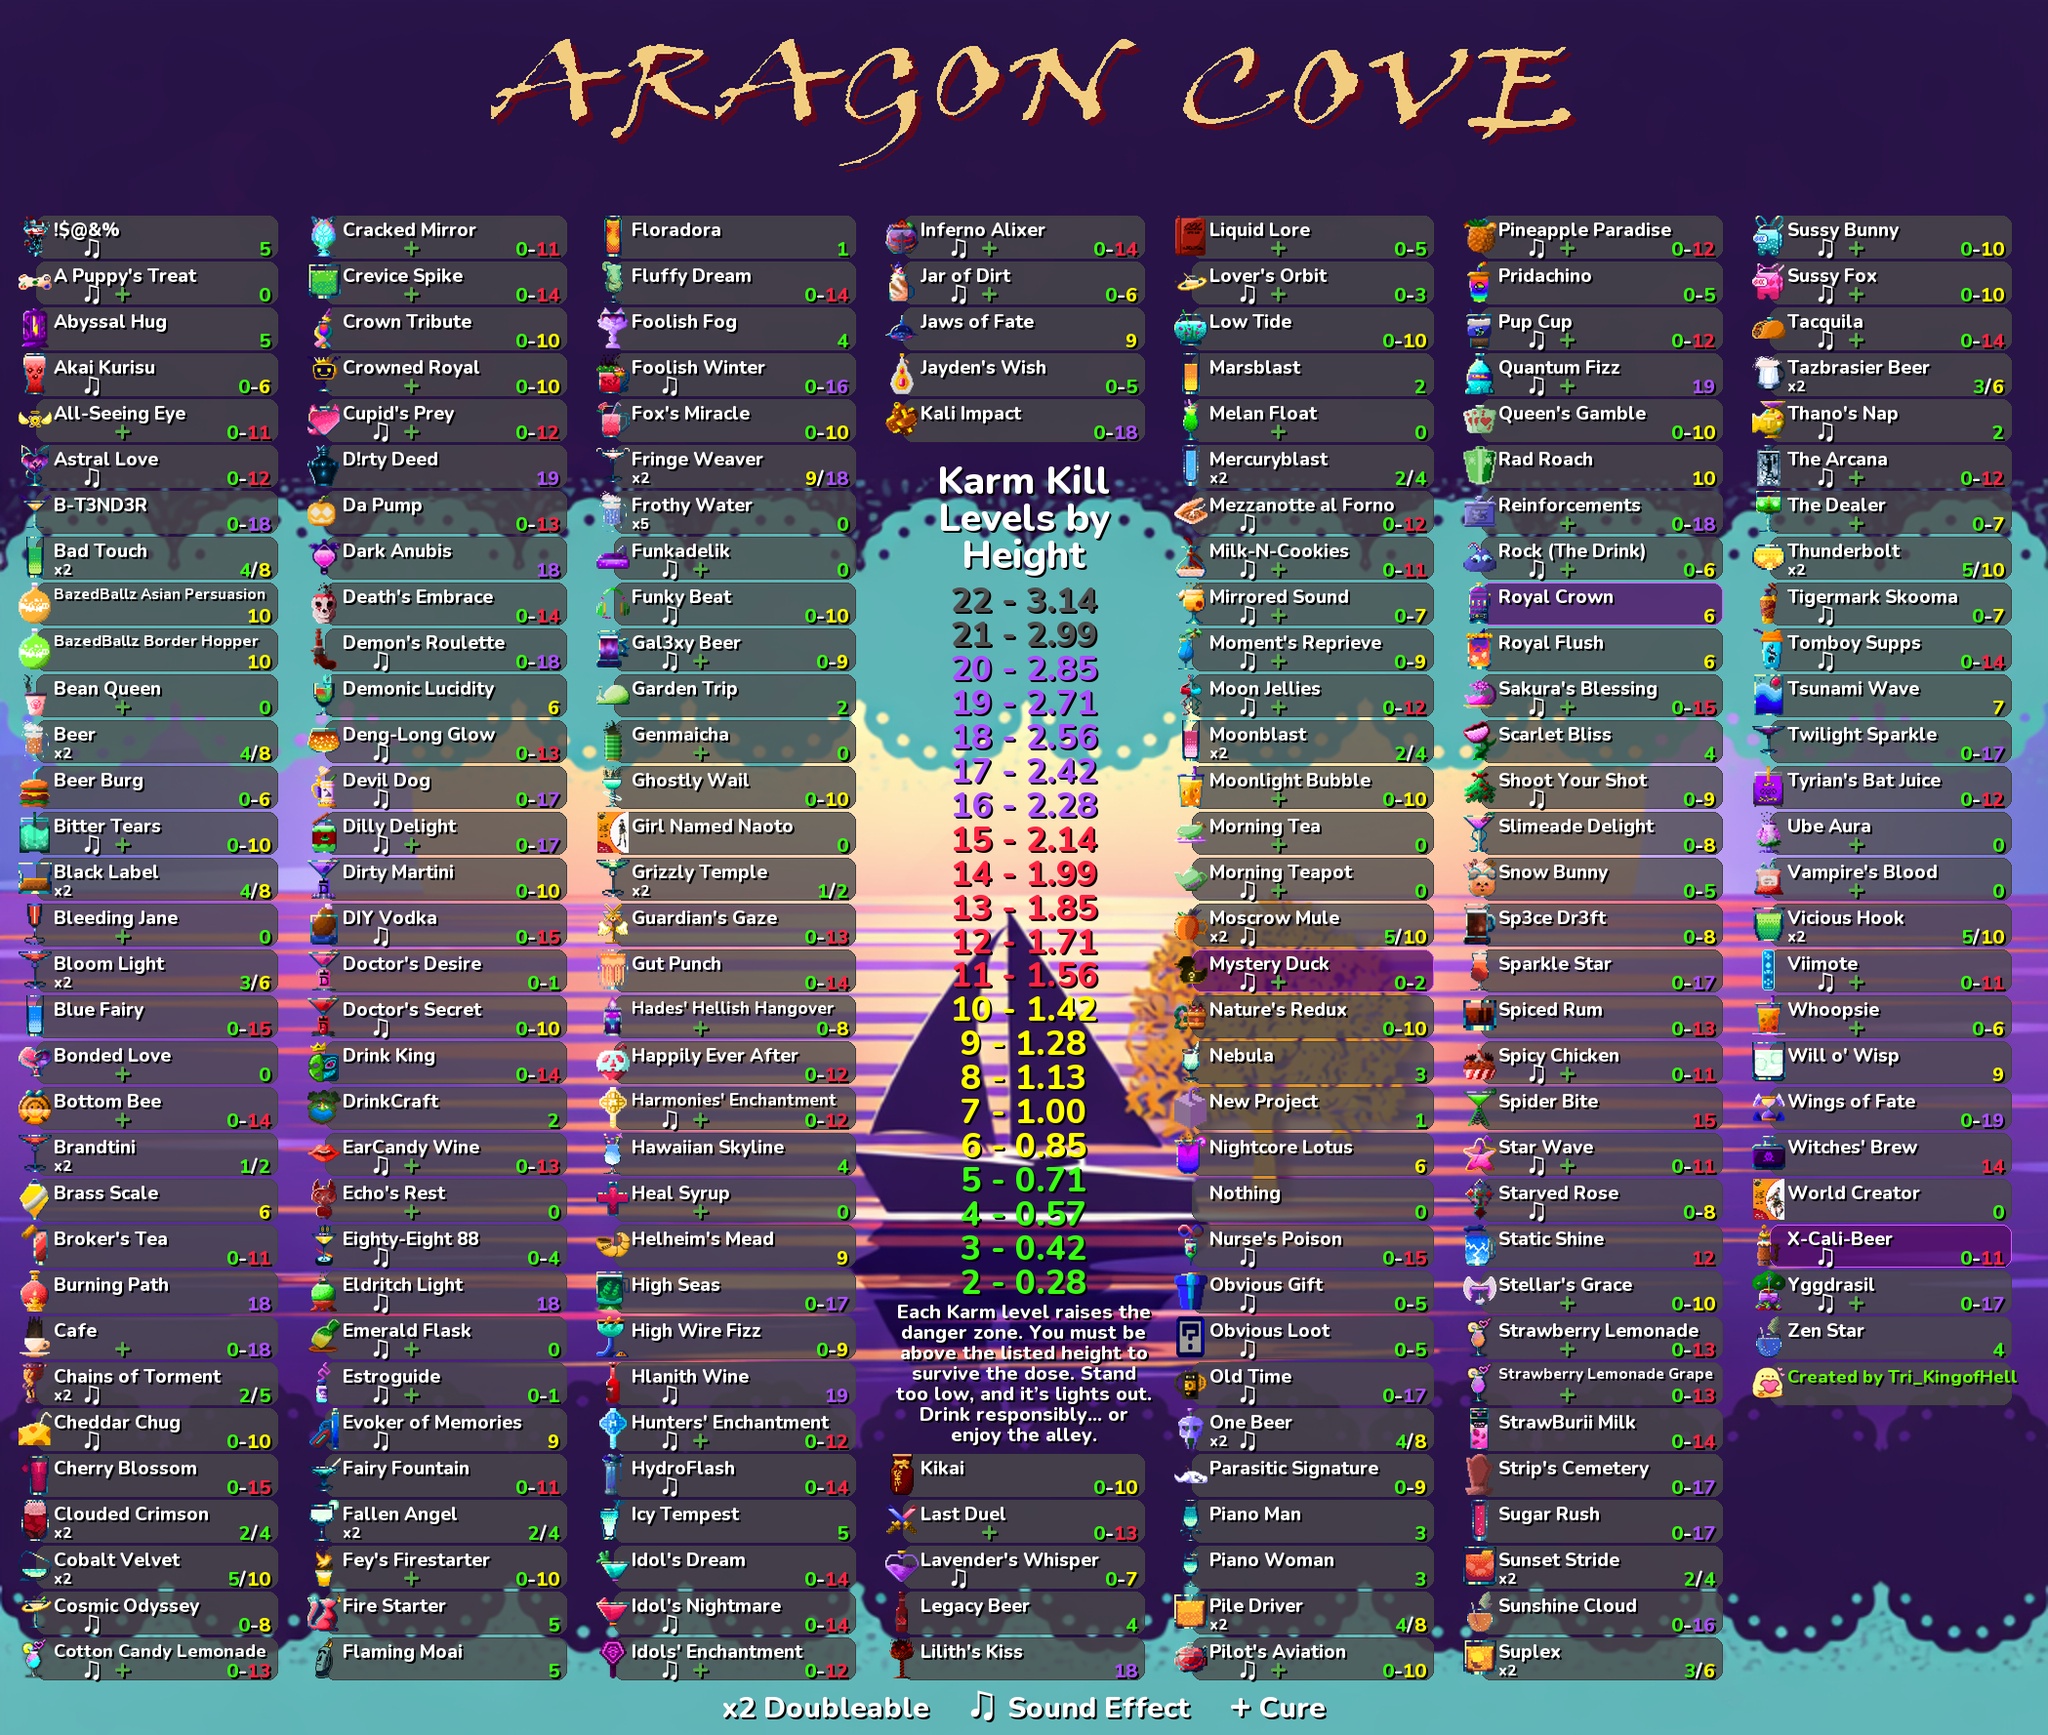 ARAGON COVE
!$@&%
♫ 5
A Puppy's Treat
♫ + 0
Abyssal Hug
5
Akai Kurisu
♫ 0-6
All-Seeing Eye
+ 0-11
Astral Love
♫ 0-12
B-T3ND3R
0-18
Bad Touch
x2 4/8
BazedBallz Asian Persuasion
10
BazedBallz Border Hopper
10
Bean Queen
+ 0
Beer
x2 4/8
Beer Burg
0-6
Bitter Tears
♫ + 0-10
Black Label
x2 4/8
Bleeding Jane
+ 0
Bloom Light
x2 3/6
Blue Fairy
0-15
Bonded Love
+ 0
Bottom Bee
+ 0-14
Brandtini
x2 1/2
Brass Scale
6
Broker's Tea
0-11
Burning Path
18
Cafe
+ 0-18
Chains of Torment
x2 ♫ 2/5
Cheddar Chug
♫ 0-10
Cherry Blossom
0-15
Clouded Crimson
x2 2/4
Cobalt Velvet
x2 5/10
Cosmic Odyssey
♫ 0-8
Cotton Candy Lemonade
♫ + 0-13
Cracked Mirror
+ 0-11
Crevice Spike
+ 0-14
Crown Tribute
0-10
Crowned Royal
+ 0-10
Cupid's Prey
♫ + 0-12
D!rty Deed
19
Da Pump
0-13
Dark Anubis
18
Death's Embrace
0-14
Demon's Roulette
♫ 0-18
Demonic Lucidity
6
Deng-Long Glow
♫ 0-13
Devil Dog
♫ 0-17
Dilly Delight
♫ + 0-17
Dirty Martini
0-10
DIY Vodka
♫ 0-15
Doctor's Desire
0-1
Doctor's Secret
♫ 0-10
Drink King
0-14
DrinkCraft
2
EarCandy Wine
♫ + 0-13
Echo's Rest
+ 0
Eighty-Eight 88
♫ 0-4
Eldritch Light
♫ 18
Emerald Flask
♫ + 0
Estroguide
♫ + 0-1
Evoker of Memories
♫ 9
Fairy Fountain
0-11
Fallen Angel
x2 2/4
Fey's Firestarter
+ 0-10
Fire Starter
5
Flaming Moai
5
Floradora
1
Fluffy Dream
0-14
Foolish Fog
4
Foolish Winter
♫ 0-16
Fox's Miracle
0-10
Fringe Weaver
x2 9/18
Frothy Water
x5 0
Funkadelik
♫ + 0
Funky Beat
♫ 0-10
Gal3xy Beer
♫ + 0-9
Garden Trip
2
Genmaicha
+ 0
Ghostly Wail
0-10
Girl Named Naoto
0
Grizzly Temple
x2 1/2
Guardian's Gaze
0-13
Gut Punch
0-14
Hades' Hellish Hangover
+ 0-8
Happily Ever After
0-12
Harmonies' Enchantment
♫ + 0-12
Hawaiian Skyline
4
Heal Syrup
+ 0
Helheim's Mead
9
High Seas
0-17
High Wire Fizz
0-9
Hlanith Wine
♫ 19
Hunters' Enchantment
♫ + 0-12
HydroFlash
♫ 0-14
Icy Tempest
5
Idol's Dream
0-14
Idol's Nightmare
♫ 0-14
Idols' Enchantment
♫ + 0-12
Inferno Alixer
♫ + 0-14
Jar of Dirt
♫ + 0-6
Jaws of Fate
9
Jayden's Wish
0-5
Kali Impact
0-18
Karm Kill
Levels by
Height
22 - 3.14
21 - 2.99
20 - 2.85
19 - 2.71
18 - 2.56
17 - 2.42
16 - 2.28
15 - 2.14
14 - 1.99
13 - 1.85
12 - 1.71
11 - 1.56
10 - 1.42
9 - 1.28
8 - 1.13
7 - 1.00
6 - 0.85
5 - 0.71
4 - 0.57
3 - 0.42
2 - 0.28
Each Karm level raises the
danger zone. You must be
above the listed height to
survive the dose. Stand
too low, and it's lights out.
Drink responsibly... or
enjoy the alley.
Kikai
0-10
Last Duel
+ 0-13
Lavender's Whisper
♫ 0-7
Legacy Beer
4
Lilith's Kiss
18
Liquid Lore
+ 0-5
Lover's Orbit
♫ + 0-3
Low Tide
0-10
Marsblast
2
Melan Float
+ 0
Mercuryblast
x2 2/4
Mezzanotte al Forno
♫ 0-12
Milk-N-Cookies
♫ + 0-11
Mirrored Sound
♫ + 0-7
Moment's Reprieve
♫ + 0-9
Moon Jellies
♫ + 0-12
Moonblast
x2 2/4
Moonlight Bubble
+ 0-10
Morning Tea
+ 0
Morning Teapot
♫ + 0
Moscrow Mule
x2 ♫ 5/10
Mystery Duck
♫ + 0-2
Nature's Redux
0-10
Nebula
3
New Project
1
Nightcore Lotus
6
Nothing
0
Nurse's Poison
♫ 0-15
Obvious Gift
♫ 0-5
Obvious Loot
♫ 0-5
Old Time
♫ 0-17
One Beer
x2 ♫ 4/8
Parasitic Signature
0-9
Piano Man
3
Piano Woman
3
Pile Driver
x2 4/8
Pilot's Aviation
♫ + 0-10
Pineapple Paradise
♫ + 0-12
Pridachino
0-5
Pup Cup
♫ + 0-12
Quantum Fizz
♫ + 19
Queen's Gamble
0-10
Rad Roach
10
Reinforcements
+ 0-18
Rock (The Drink)
♫ + 0-6
Royal Crown
6
Royal Flush
6
Sakura's Blessing
♫ + 0-15
Scarlet Bliss
4
Shoot Your Shot
♫ 0-9
Slimeade Delight
0-8
Snow Bunny
0-5
Sp3ce Dr3ft
0-8
Sparkle Star
0-17
Spiced Rum
0-13
Spicy Chicken
♫ + 0-11
Spider Bite
15
Star Wave
♫ + 0-11
Starved Rose
♫ 0-8
Static Shine
12
Stellar's Grace
+ 0-10
Strawberry Lemonade
+ 0-13
Strawberry Lemonade Grape
+ 0-13
StrawBurii Milk
0-14
Strip's Cemetery
0-17
Sugar Rush
0-17
Sunset Stride
x2 2/4
Sunshine Cloud
0-16
Suplex
x2 3/6
Sussy Bunny
♫ + 0-10
Sussy Fox
♫ + 0-10
Tacquila
♫ + 0-14
Tazbrasier Beer
x2 3/6
Thano's Nap
♫ 2
The Arcana
♫ + 0-12
The Dealer
+ 0-7
Thunderbolt
x2 5/10
Tigermark Skooma
♫ 0-7
Tomboy Supps
♫ 0-14
Tsunami Wave
7
Twilight Sparkle
0-17
Tyrian's Bat Juice
0-12
Ube Aura
+ 0
Vampire's Blood
+ 0
Vicious Hook
x2 5/10
Viimote
♫ + 0-11
Whoopsie
+ 0-6
Will o' Wisp
9
Wings of Fate
0-19
Witches' Brew
14
World Creator
0
X-Cali-Beer
♫ 0-11
Yggdrasil
♫ + 0-17
Zen Star
4
Created by Tri_KingofHell
x2 Doubleable ♫ Sound Effect + Cure